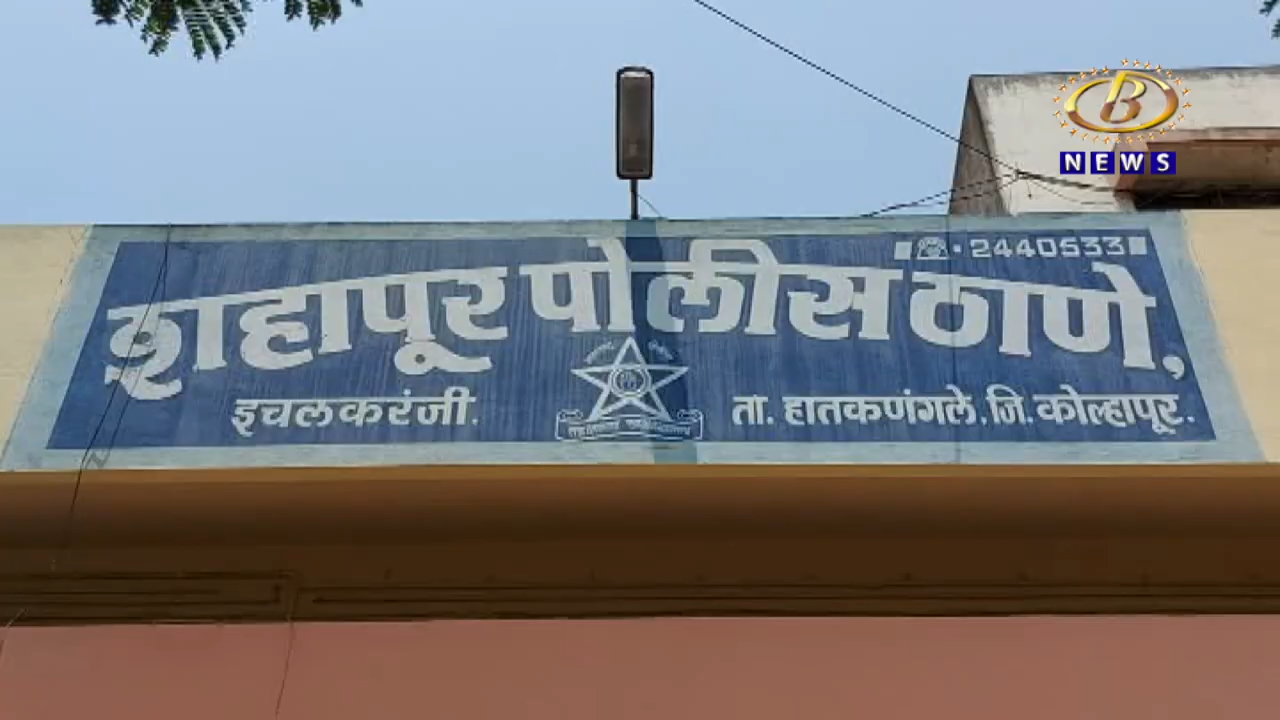 B
NEWS
2440533
शहापूर पोलीस ठाणे,
इचलकरंजी.
ता. हातकणंगले. जि. कोल्हापूर.